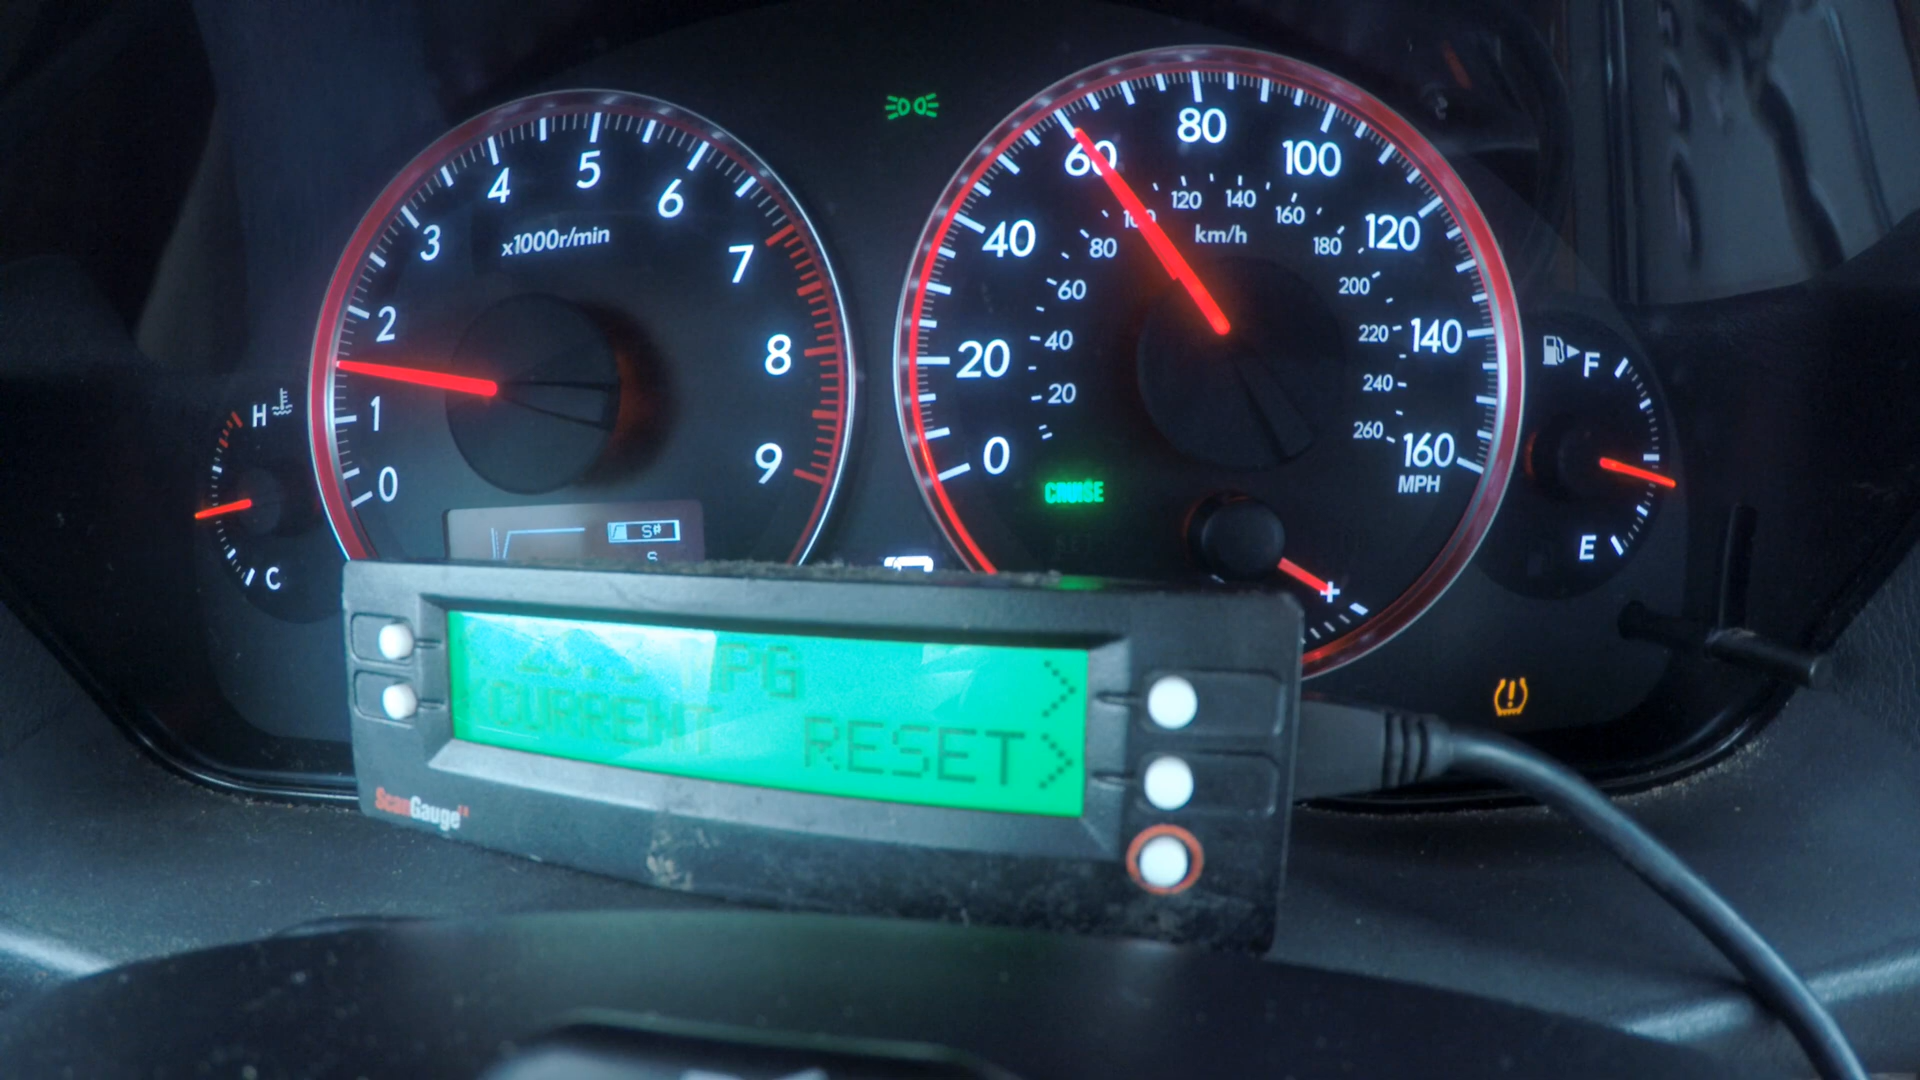 0
1
2
3
4
5
6
7
8
9
x1000r/min
0
20
40
60
80
100
120
140
160
MPH
20
40
60
80
120
140
160
180
200
220
240
260
km/h
H
C
F
E
CRUISE
S#
S
+
MPG
CURRENT
RESET
ScanGauge II